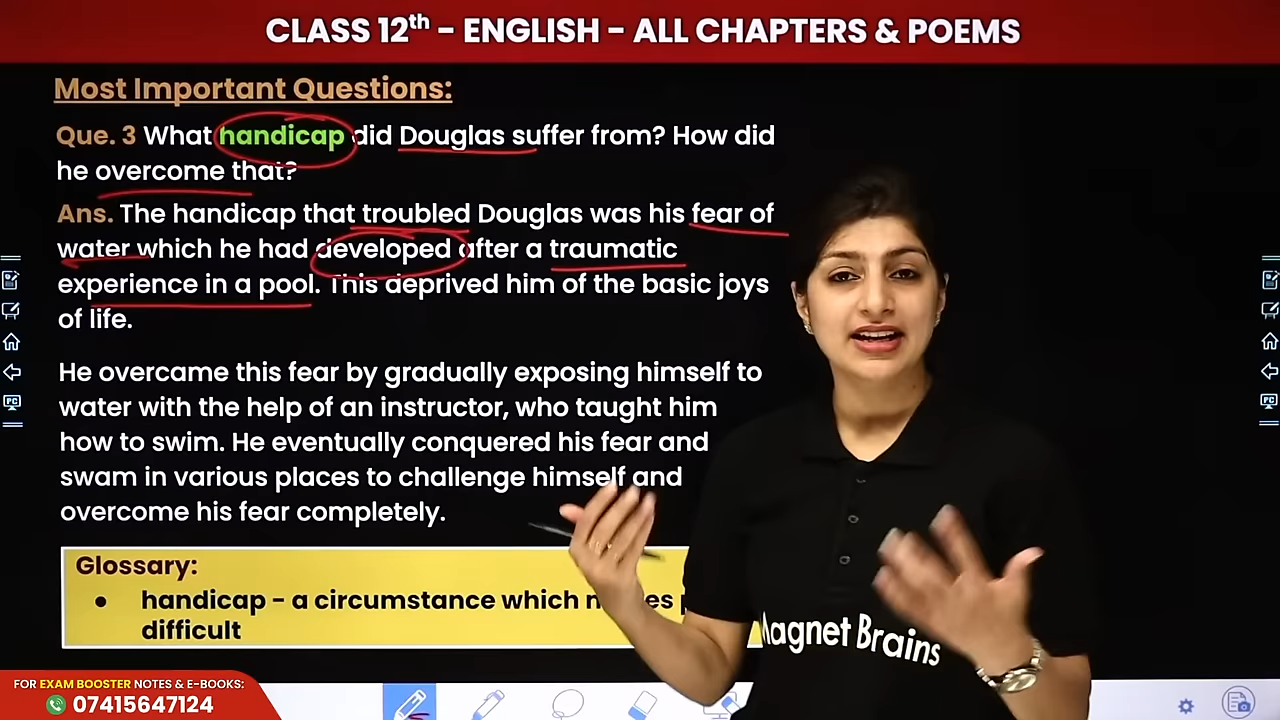 CLASS 12th - ENGLISH - ALL CHAPTERS & POEMS
Most Important Questions:
Que. 3 What handicap did Douglas suffer from? How did
he overcome that?
Ans. The handicap that troubled Douglas was his fear of
water which he had developed after a traumatic
experience in a pool. This deprived him of the basic joys
of life.
He overcame this fear by gradually exposing himself to
water with the help of an instructor, who taught him
how to swim. He eventually conquered his fear and
swam in various places to challenge himself and
overcome his fear completely.
Glossary:
● handicap - a circumstance which
difficult
Magnet Brains
FOR EXAM BOOSTER NOTES & E-BOOKS:
07415647124
PC
PC